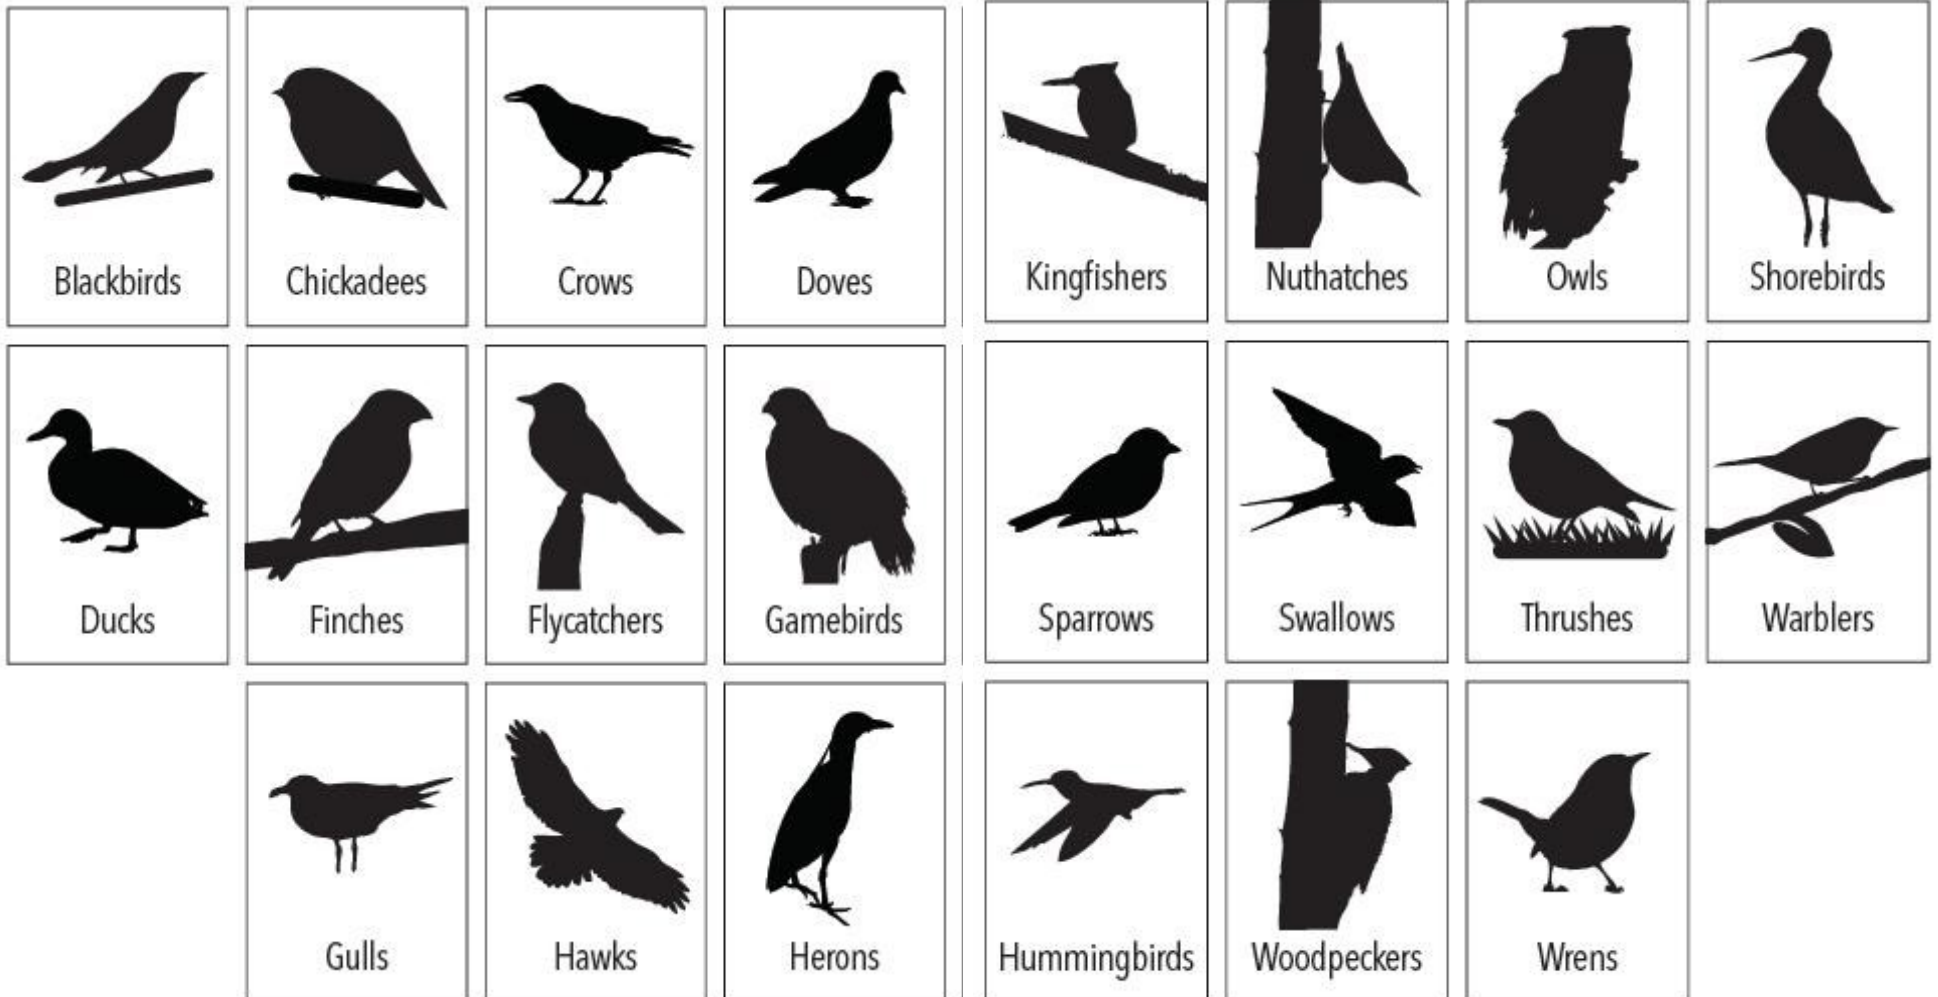 Blackbirds
Chickadees
Crows
Doves
Kingfishers
Nuthatches
Owls
Shorebirds
Ducks
Finches
Flycatchers
Gamebirds
Sparrows
Swallows
Thrushes
Warblers
Gulls
Hawks
Herons
Hummingbirds
Woodpeckers
Wrens